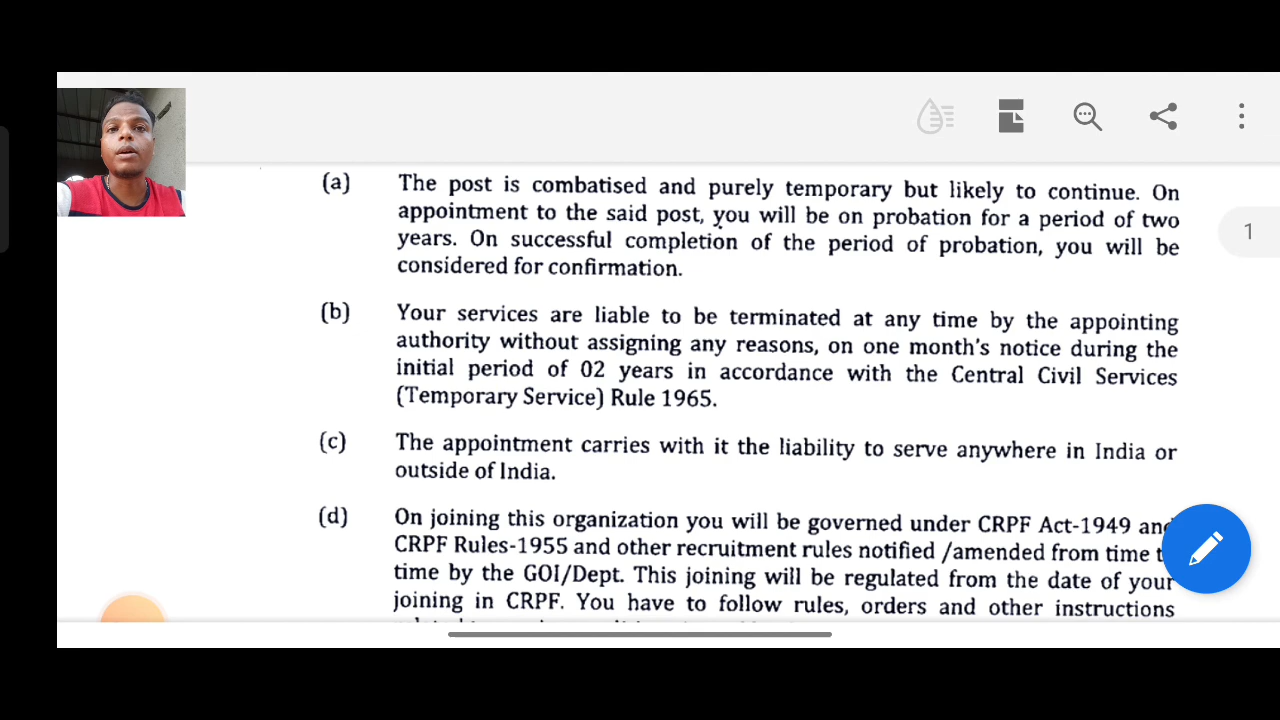 1
(a) The post is combatised and purely temporary but likely to continue. On
appointment to the said post, you will be on probation for a period of two
years. On successful completion of the period of probation, you will be
considered for confirmation.
(b) Your services are liable to be terminated at any time by the appointing
authority without assigning any reasons, on one month's notice during the
initial period of 02 years in accordance with the Central Civil Services
(Temporary Service) Rule 1965.
(c) The appointment carries with it the liability to serve anywhere in India or
outside of India.
(d) On joining this organization you will be governed under CRPF Act-1949 and
CRPF Rules-1955 and other recruitment rules notified /amended from time t
time by the GOI/Dept. This joining will be regulated from the date of your
joining in CRPF. You have to follow rules, orders and other instructions